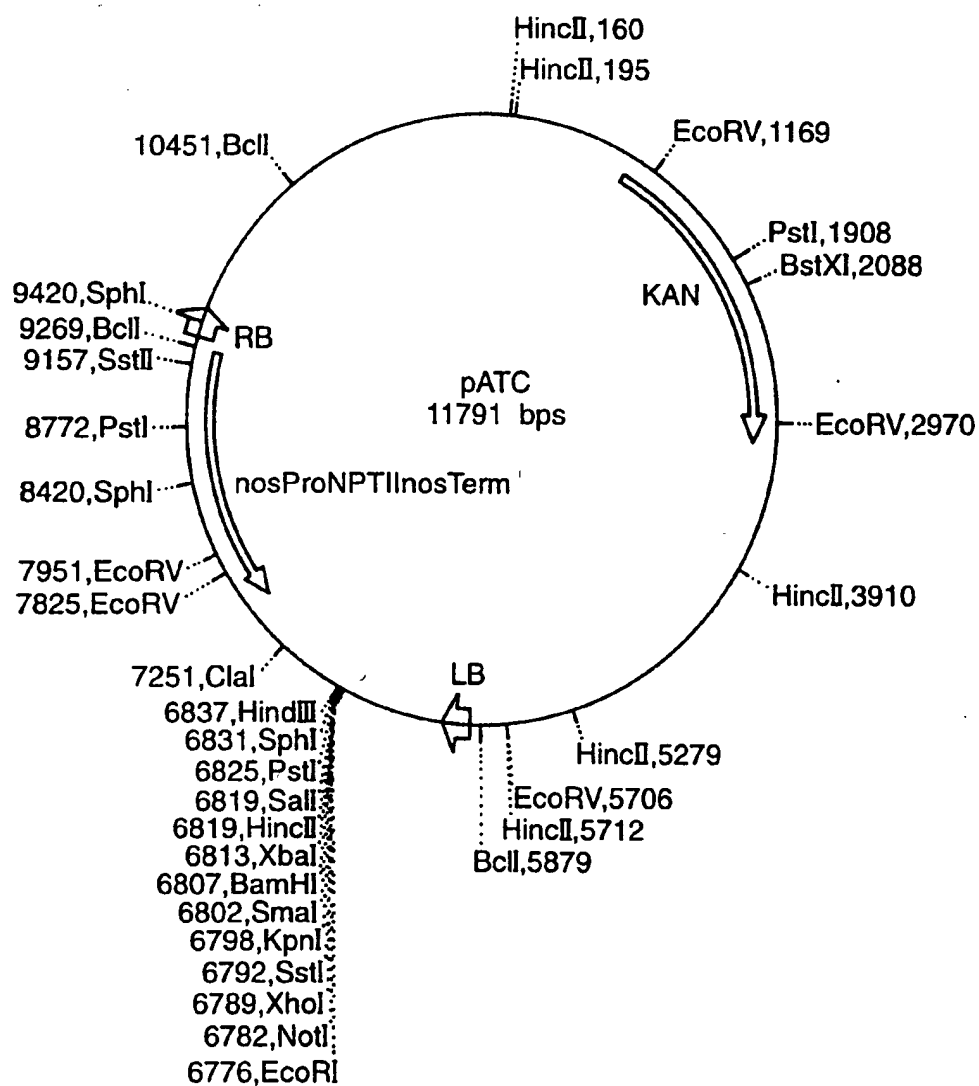 HincⅡ,160
HincⅡ,195
EcoRV,1169
10451,BclI
PstI,1908
BstXI,2088
KAN
9420,SphI
RB
9269,BclI
9157,SstⅡ
pATC
11791 bps
8772,PstI
EcoRV,2970
8420,SphI
nosProNPTIInosTerm
7951,EcoRV
7825,EcoRV
HincⅡ,3910
7251,ClaI
LB
6837,HindⅢ
6831,SphI
6825,PstI
6819,SalI
6819,HincⅡ
6813,XbaI
6807,BamHI
6802,SmaI
6798,KpnI
6792,SstI
6789,XhoI
6782,NotI
6776,EcoRI
HincⅡ,5279
EcoRV,5706
HincⅡ,5712
BclI,5879